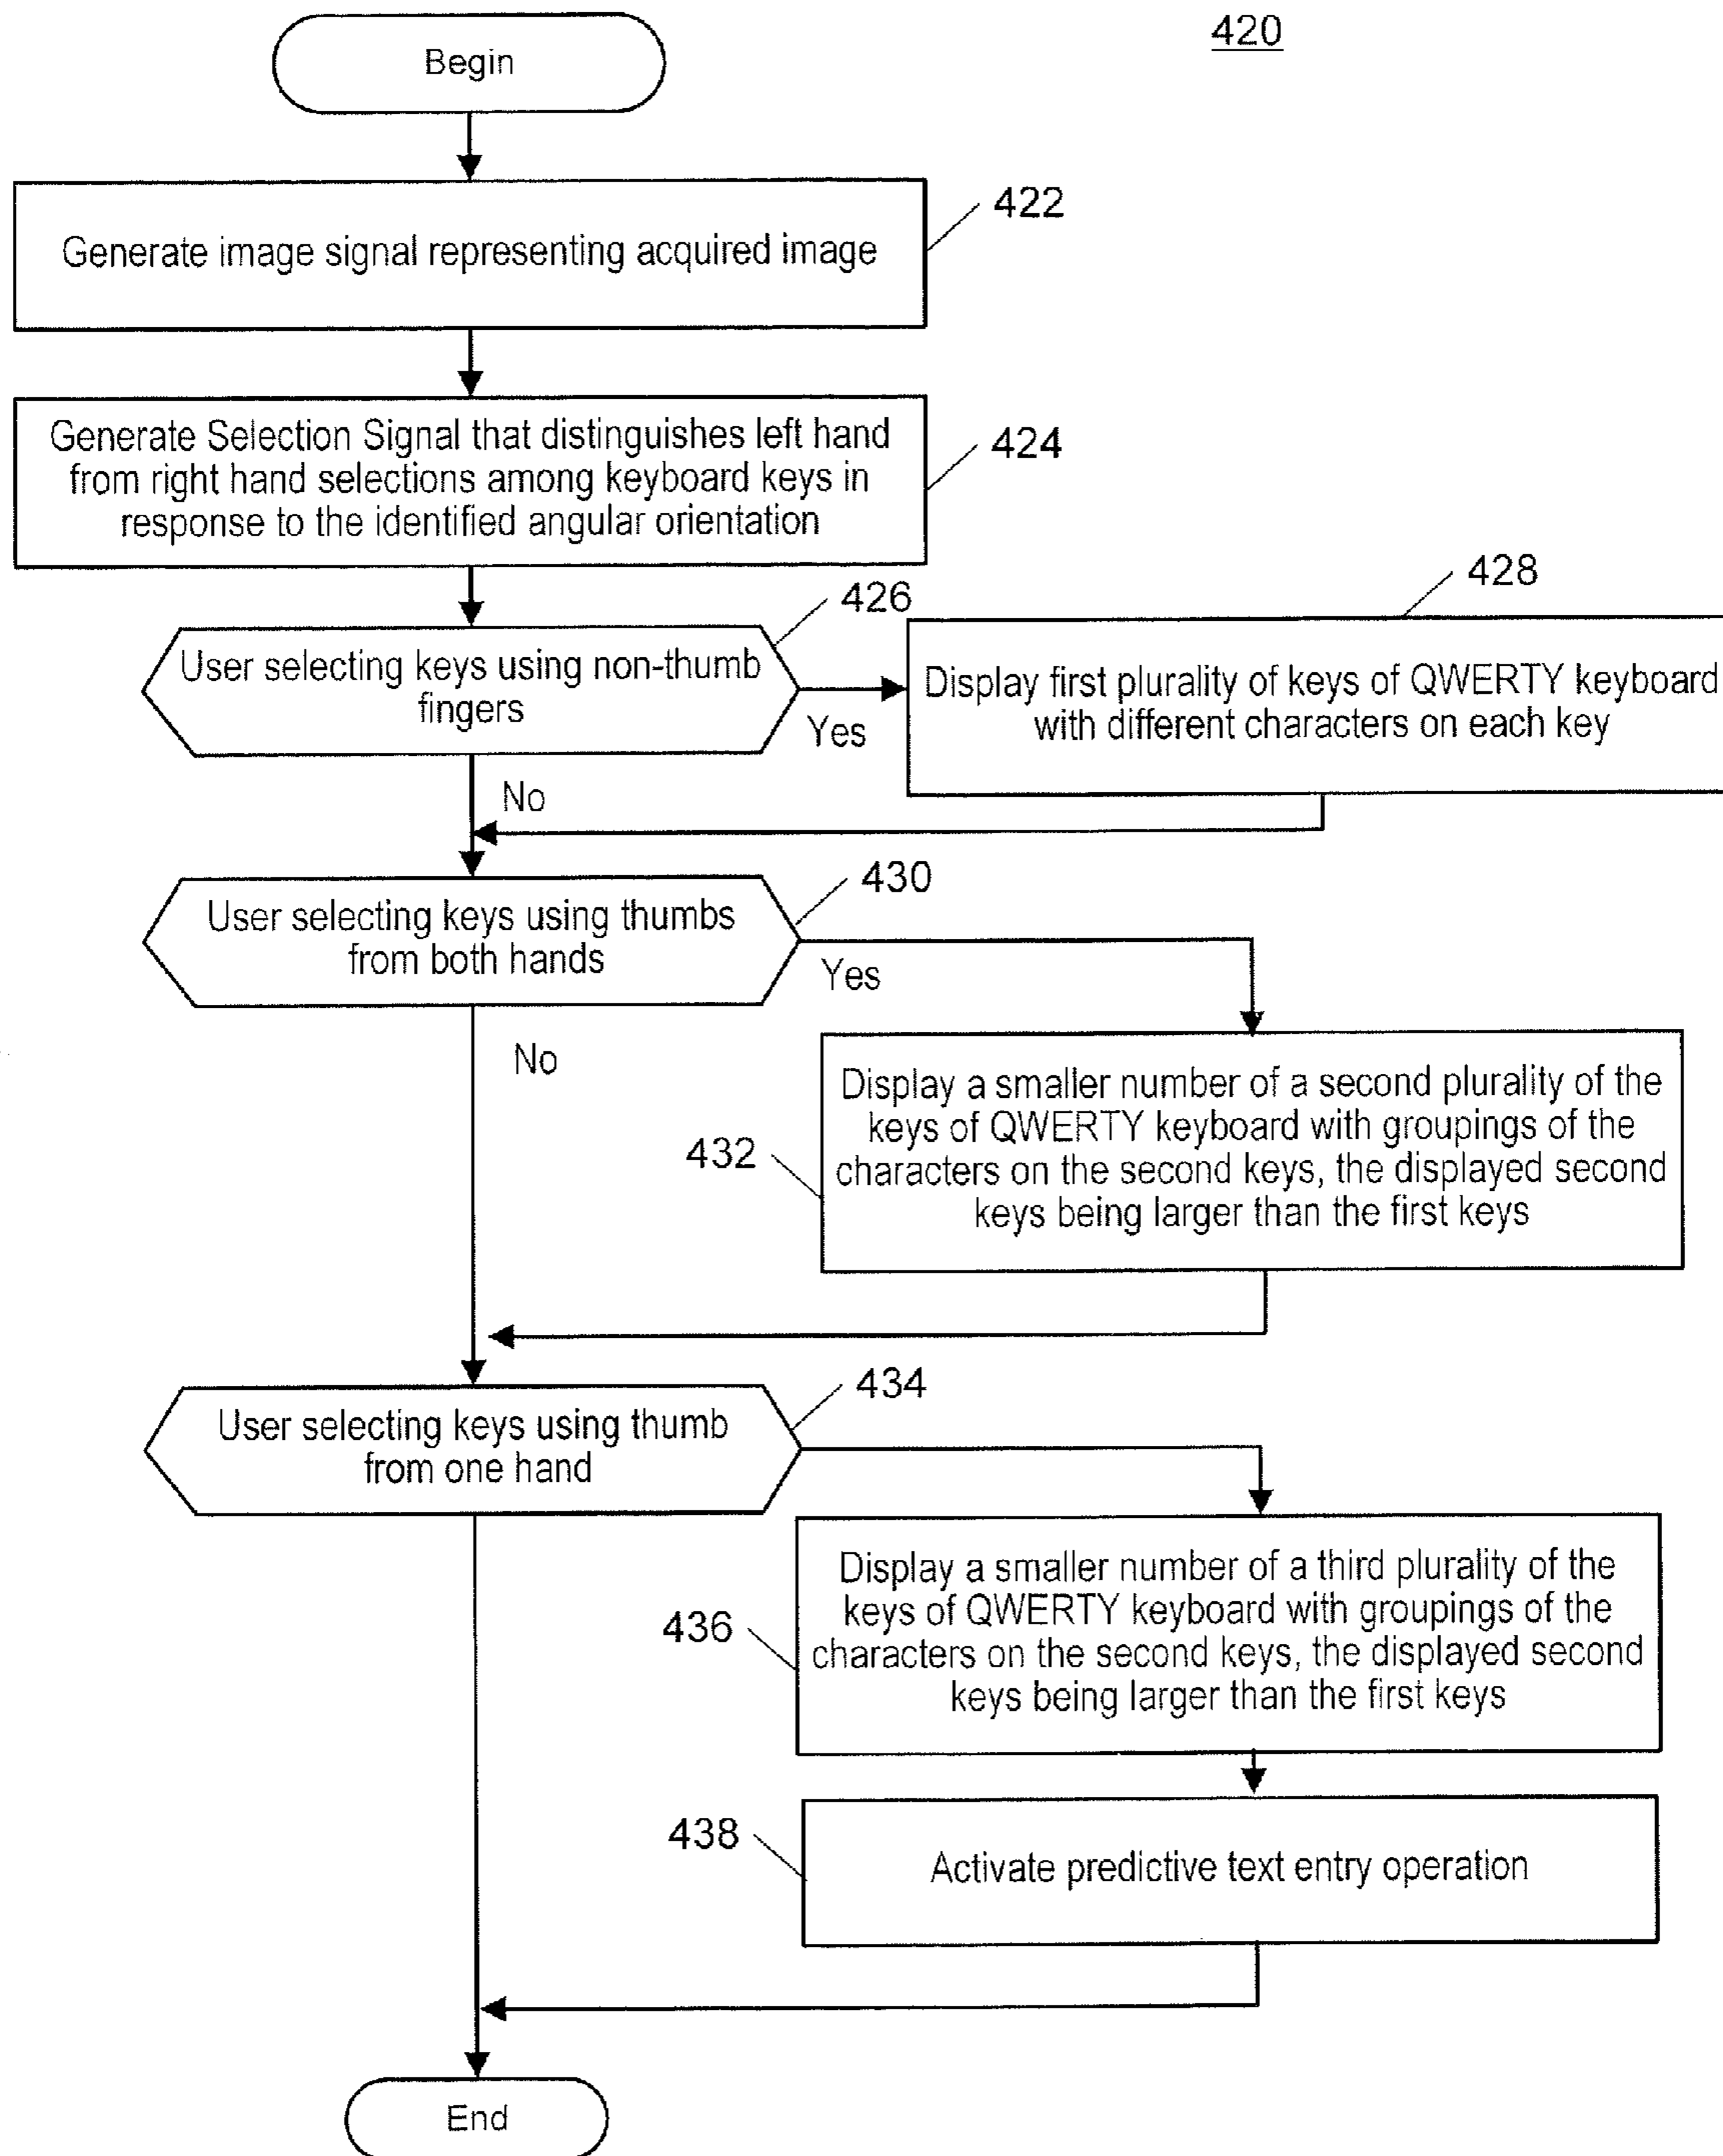 420
Begin
422
Generate image signal representing acquired image
424
Generate Selection Signal that distinguishes left hand
from right hand selections among keyboard keys in
response to the identified angular orientation
426
User selecting keys using non-thumb
fingers
Yes
No
428
Display first plurality of keys of QWERTY keyboard
with different characters on each key
430
User selecting keys using thumbs
from both hands
Yes
No
432
Display a smaller number of a second plurality of the
keys of QWERTY keyboard with groupings of the
characters on the second keys, the displayed second
keys being larger than the first keys
434
User selecting keys using thumb
from one hand
436
Display a smaller number of a third plurality of the
keys of QWERTY keyboard with groupings of the
characters on the second keys, the displayed second
keys being larger than the first keys
438
Activate predictive text entry operation
End